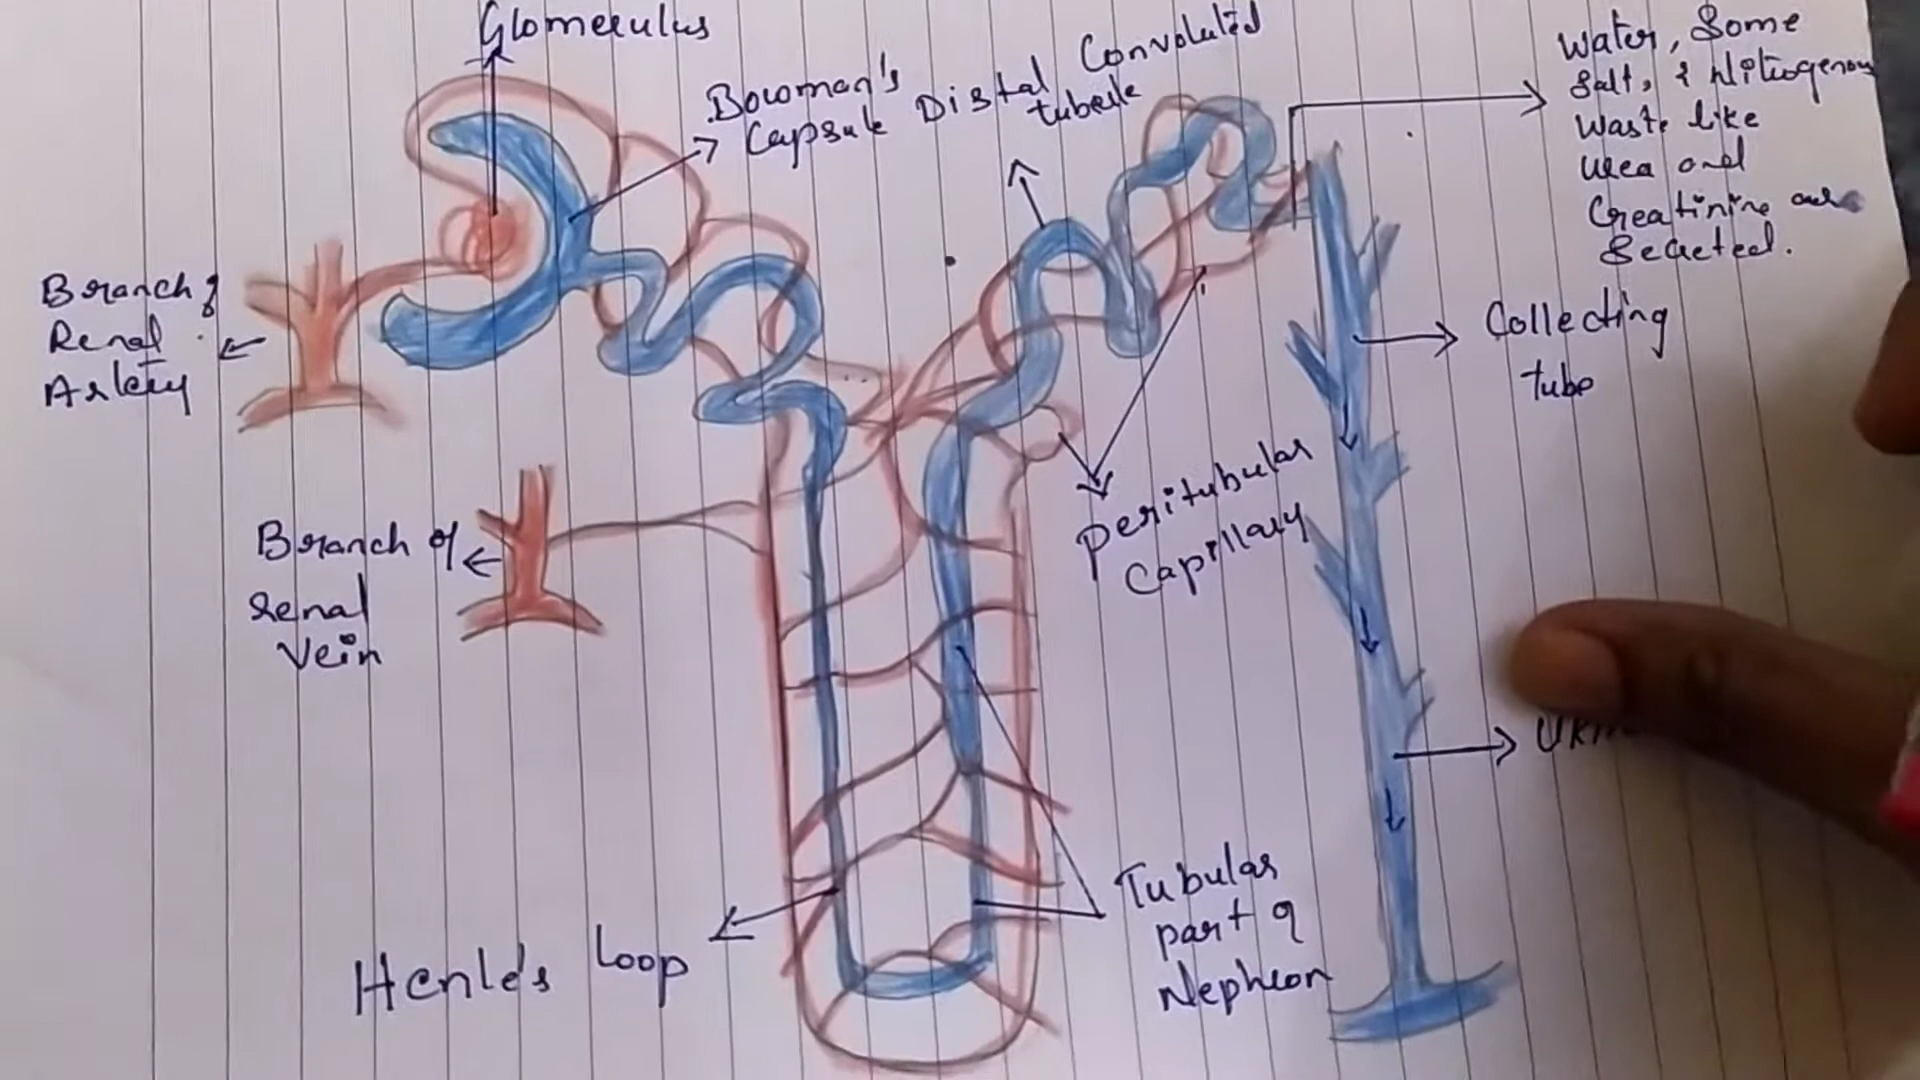 Glomerulus
Bowman's
Capsule
Distal Convoluted
tubule
Water, Some
Salt, & Nitrogenous
Waste like
Urea and
Creatinine are
Secreted.
Branch of
Renal
Artery
Collecting
tube
Branch of
renal
Vein
Peritubular
Capillary
Henle's Loop
Tubular
part of
Nephron